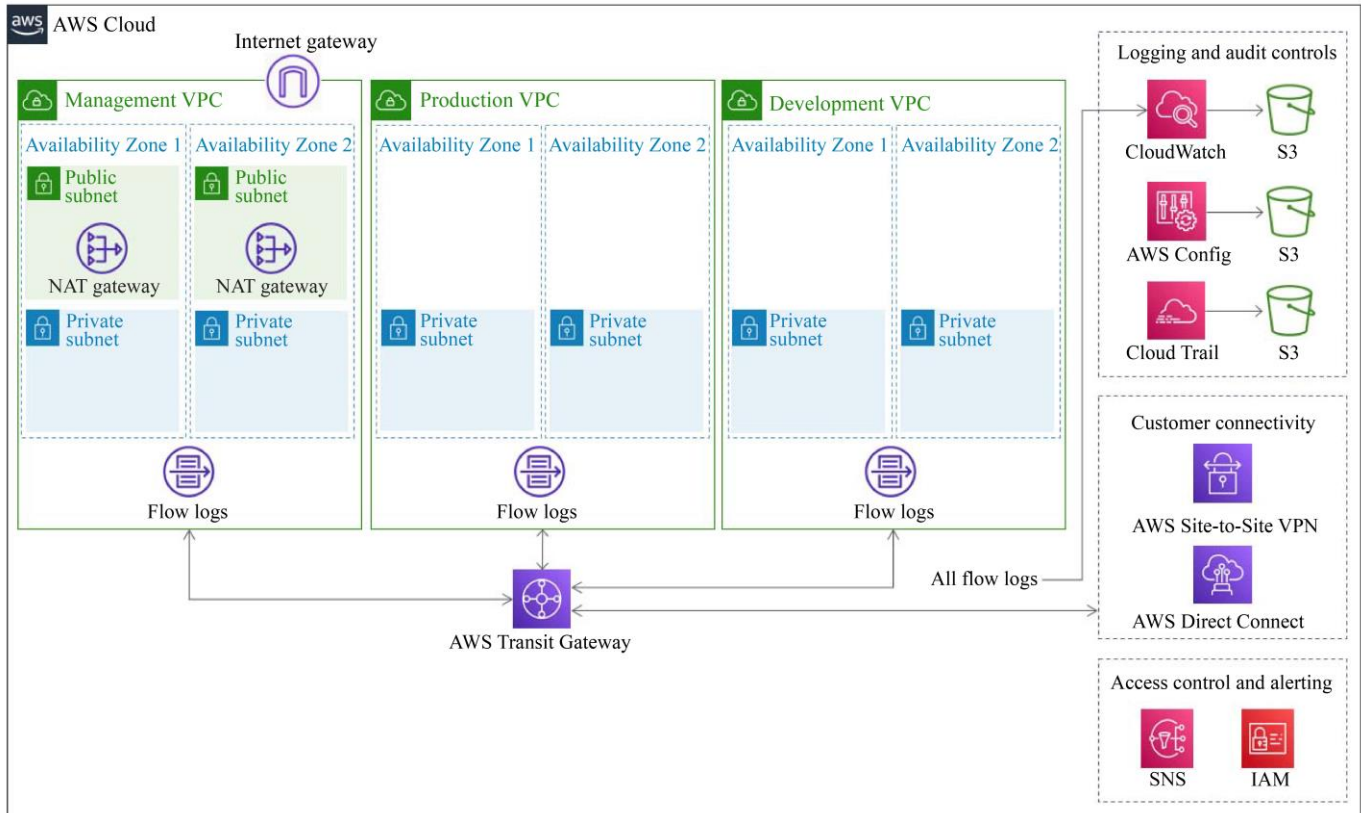 aws
AWS Cloud
Internet gateway
Management VPC
Availability Zone 1
Availability Zone 2
Public
subnet
Public
subnet
NAT gateway
NAT gateway
Private
subnet
Private
subnet
Flow logs
Production VPC
Availability Zone 1
Availability Zone 2
Private
subnet
Private
subnet
Flow logs
Development VPC
Availability Zone 1
Availability Zone 2
Private
subnet
Private
subnet
Flow logs
AWS Transit Gateway
All flow logs
Logging and audit controls
CloudWatch
S3
AWS Config
S3
Cloud Trail
S3
Customer connectivity
AWS Site-to-Site VPN
AWS Direct Connect
Access control and alerting
SNS
IAM